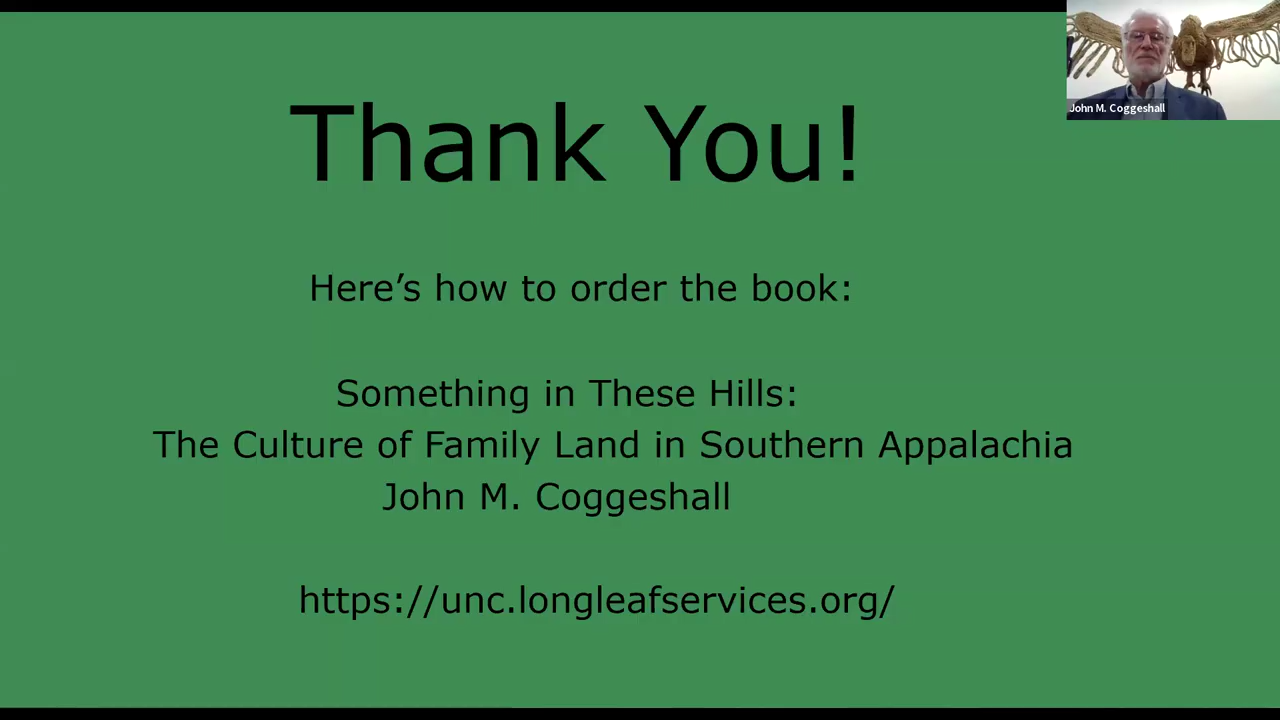 Thank You!
Here’s how to order the book:
Something in These Hills:
The Culture of Family Land in Southern Appalachia
John M. Coggeshall
https://unc.longleafservices.org/
John M. Coggeshall